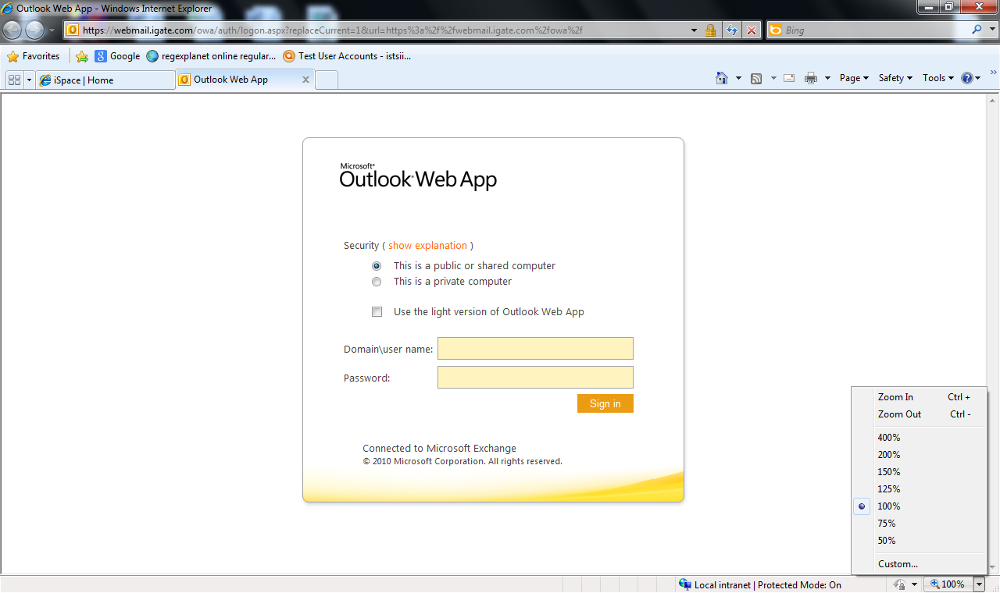 Outlook Web App - Windows Internet Explorer
https://webmail.igate.com/owa/auth/logon.aspx?replaceCurrent=1&url=https%3a%2f%2fwebmail.igate.com%2fowa%2f
Bing
Favorites
Google
regexplanet online regular...
Test User Accounts - istsii...
iSpace | Home
Outlook Web App
Page
Safety
Tools
Microsoft®
Outlook Web App
Security ( show explanation )
This is a public or shared computer
This is a private computer
Use the light version of Outlook Web App
Domain\user name:
Password:
Sign in
Connected to Microsoft Exchange
© 2010 Microsoft Corporation. All rights reserved.
Zoom In Ctrl +
Zoom Out Ctrl -
400%
200%
150%
125%
100%
75%
50%
Custom...
Local intranet | Protected Mode: On
100%